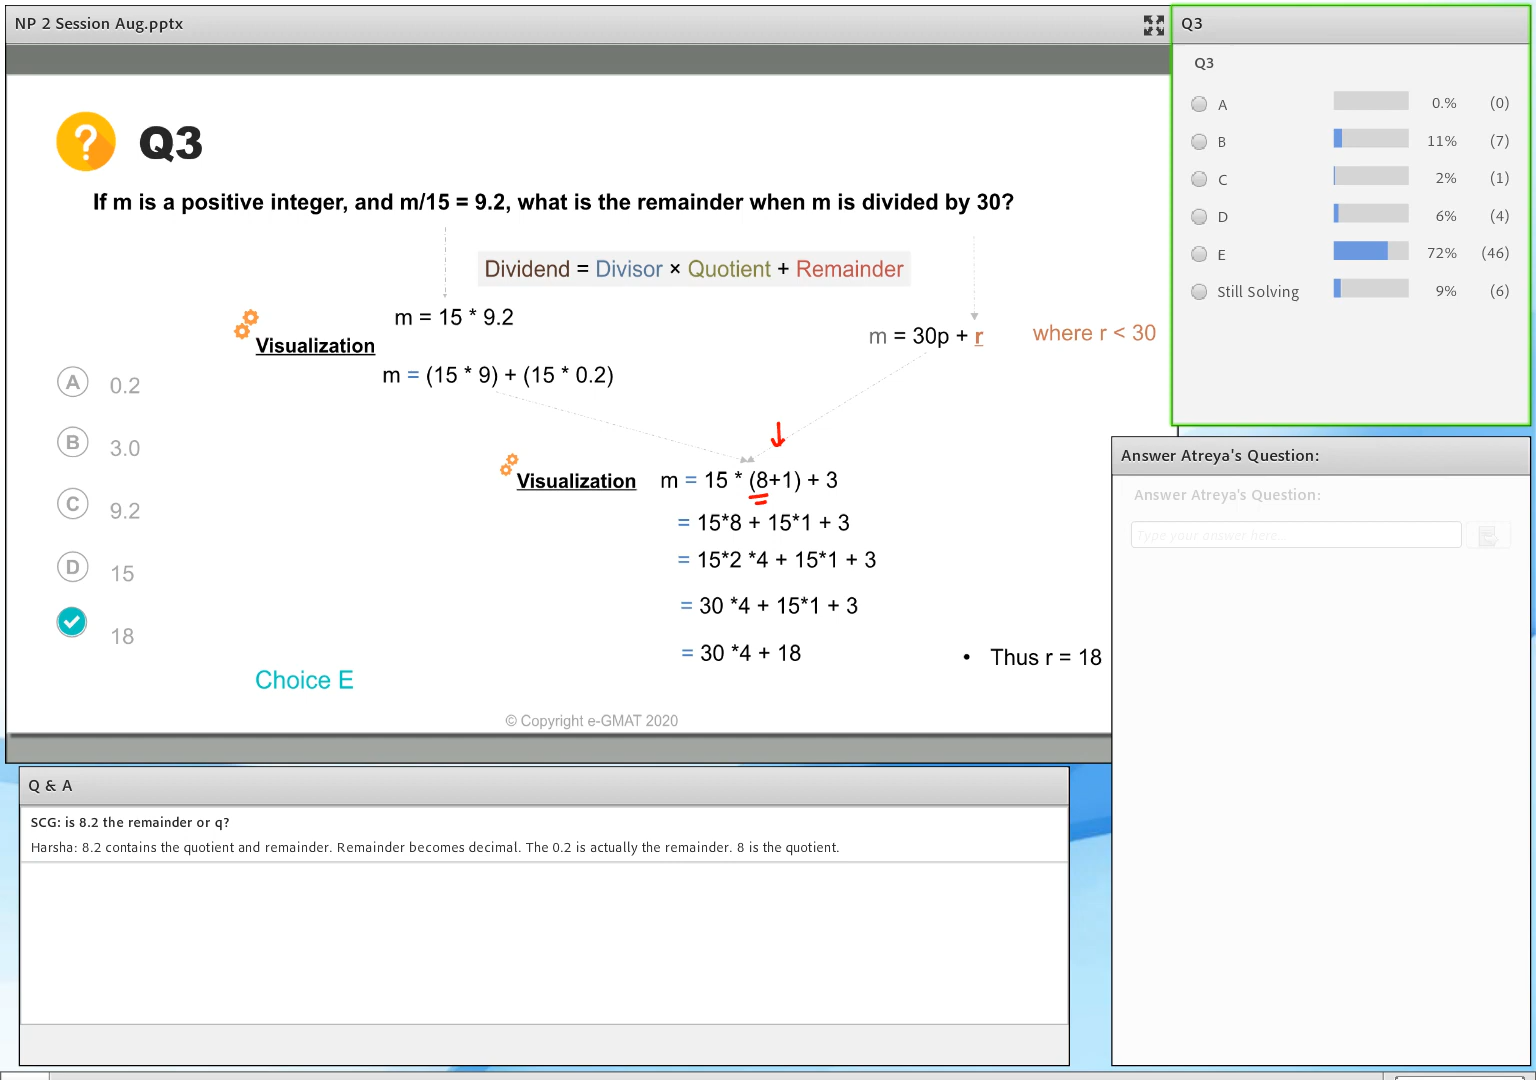 NP 2 Session Aug.pptx
Q3
If m is a positive integer, and m/15 = 9.2, what is the remainder when m is divided by 30?
Dividend = Divisor × Quotient + Remainder
m = 15 * 9.2
Visualization
m = 30p + r
where r < 30
m = (15 * 9) + (15 * 0.2)
A 0.2
B 3.0
C 9.2
D 15
18
Visualization
m = 15 * (8+1) + 3
= 15*8 + 15*1 + 3
= 15*2 *4 + 15*1 + 3
= 30 *4 + 15*1 + 3
= 30 *4 + 18
• Thus r = 18
Choice E
© Copyright e-GMAT 2020
Q3
Q3
A 0.% (0)
B 11% (7)
C 2% (1)
D 6% (4)
E 72% (46)
Still Solving 9% (6)
Answer Atreya's Question:
Answer Atreya's Question:
Type your answer here...
Q & A
SCG: is 8.2 the remainder or q?
Harsha: 8.2 contains the quotient and remainder. Remainder becomes decimal. The 0.2 is actually the remainder. 8 is the quotient.